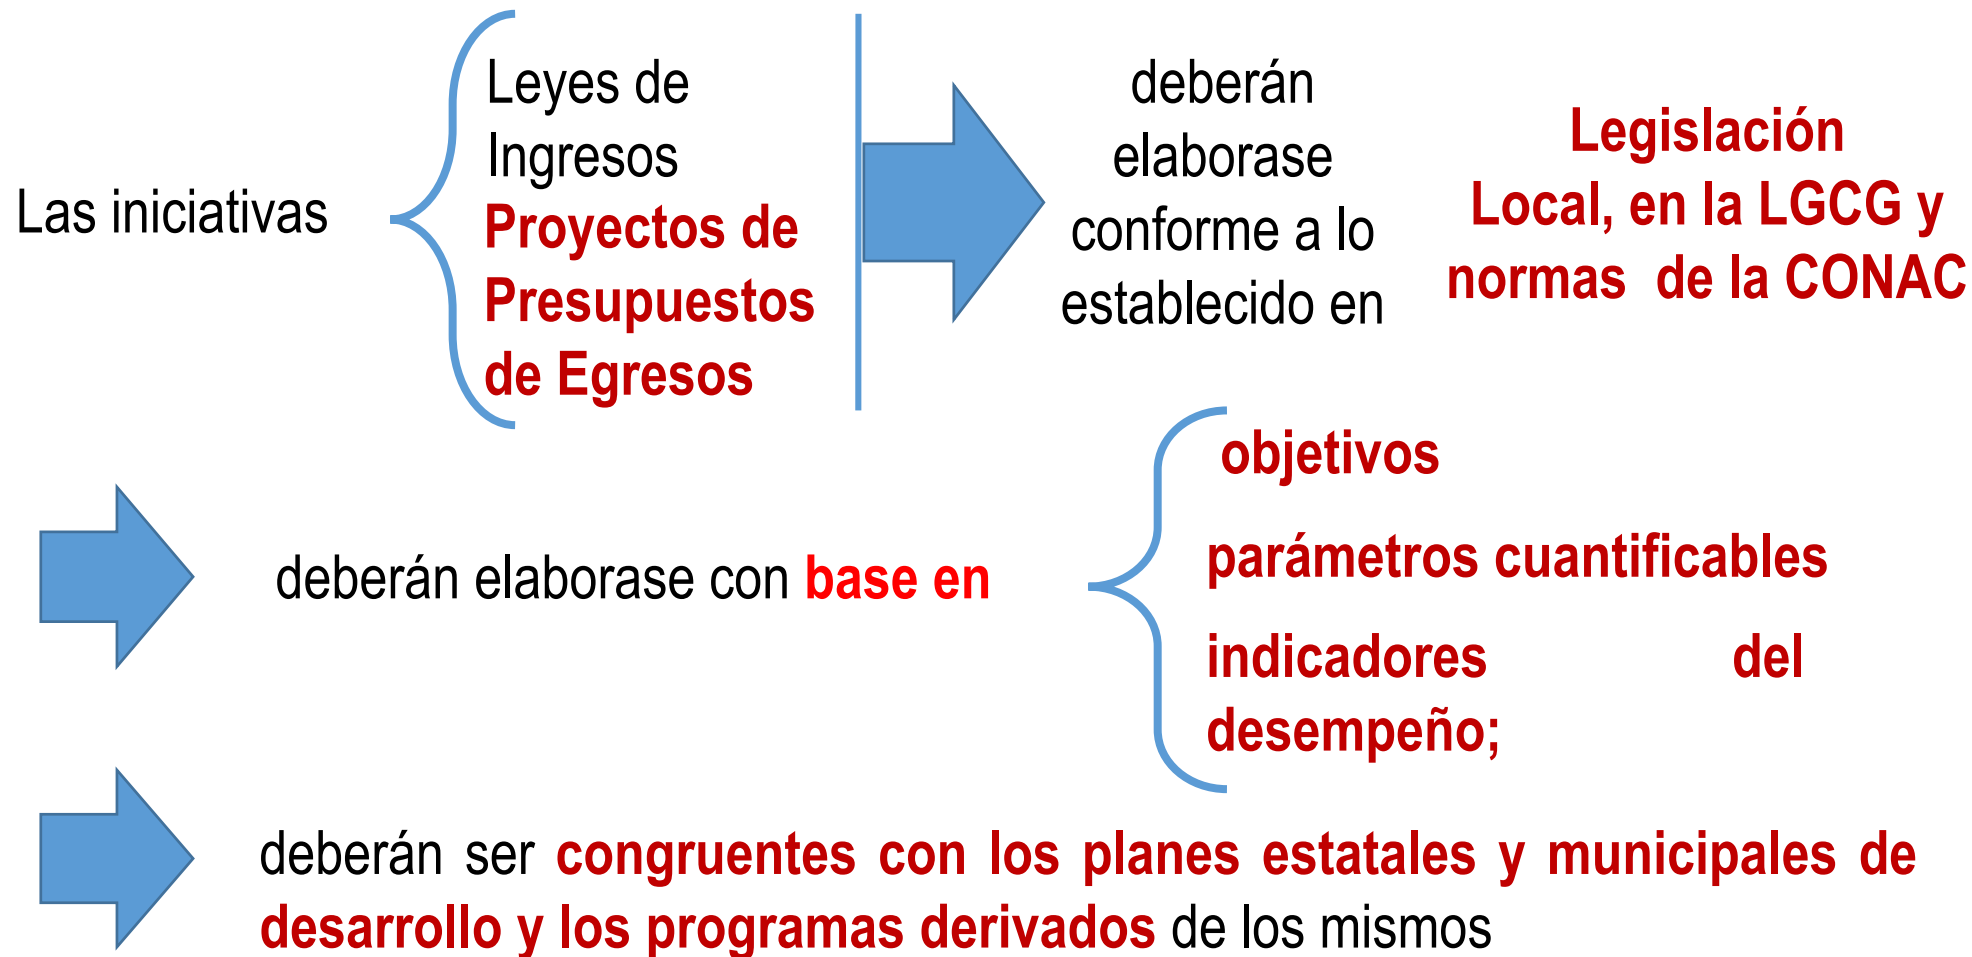 Las iniciativas
Leyes de
Ingresos
Proyectos de
Presupuestos
de Egresos
deberán
elaborase
conforme a lo
establecido en
Legislación
Local, en la LGCG y
normas de la CONAC
deberán elaborase con base en
objetivos
parámetros cuantificables
indicadores del
desempeño;
deberán ser congruentes con los planes estatales y municipales de
desarrollo y los programas derivados de los mismos